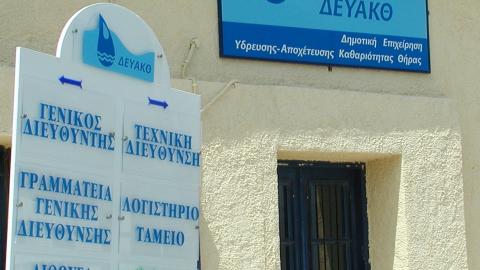 ΔΕΥΑΚΘ
Δημοτική Επιχείρηση
Ύδρευσης-Αποχέτευσης Καθαριότητας Θήρας
ΔΕΥΑΚΘ
ΓΕΝΙΚΟΣ
ΔΙΕΥΘΥΝΤΗΣ
ΤΕΧΝΙΚΗ
ΔΙΕΥΘΥΝΣΗ
ΓΡΑΜΜΑΤΕΙΑ
ΓΕΝΙΚΗΣ
ΔΙΕΥΘΥΝΣΗΣ
ΛΟΓΙΣΤΗΡΙΟ
ΤΑΜΕΙΟ